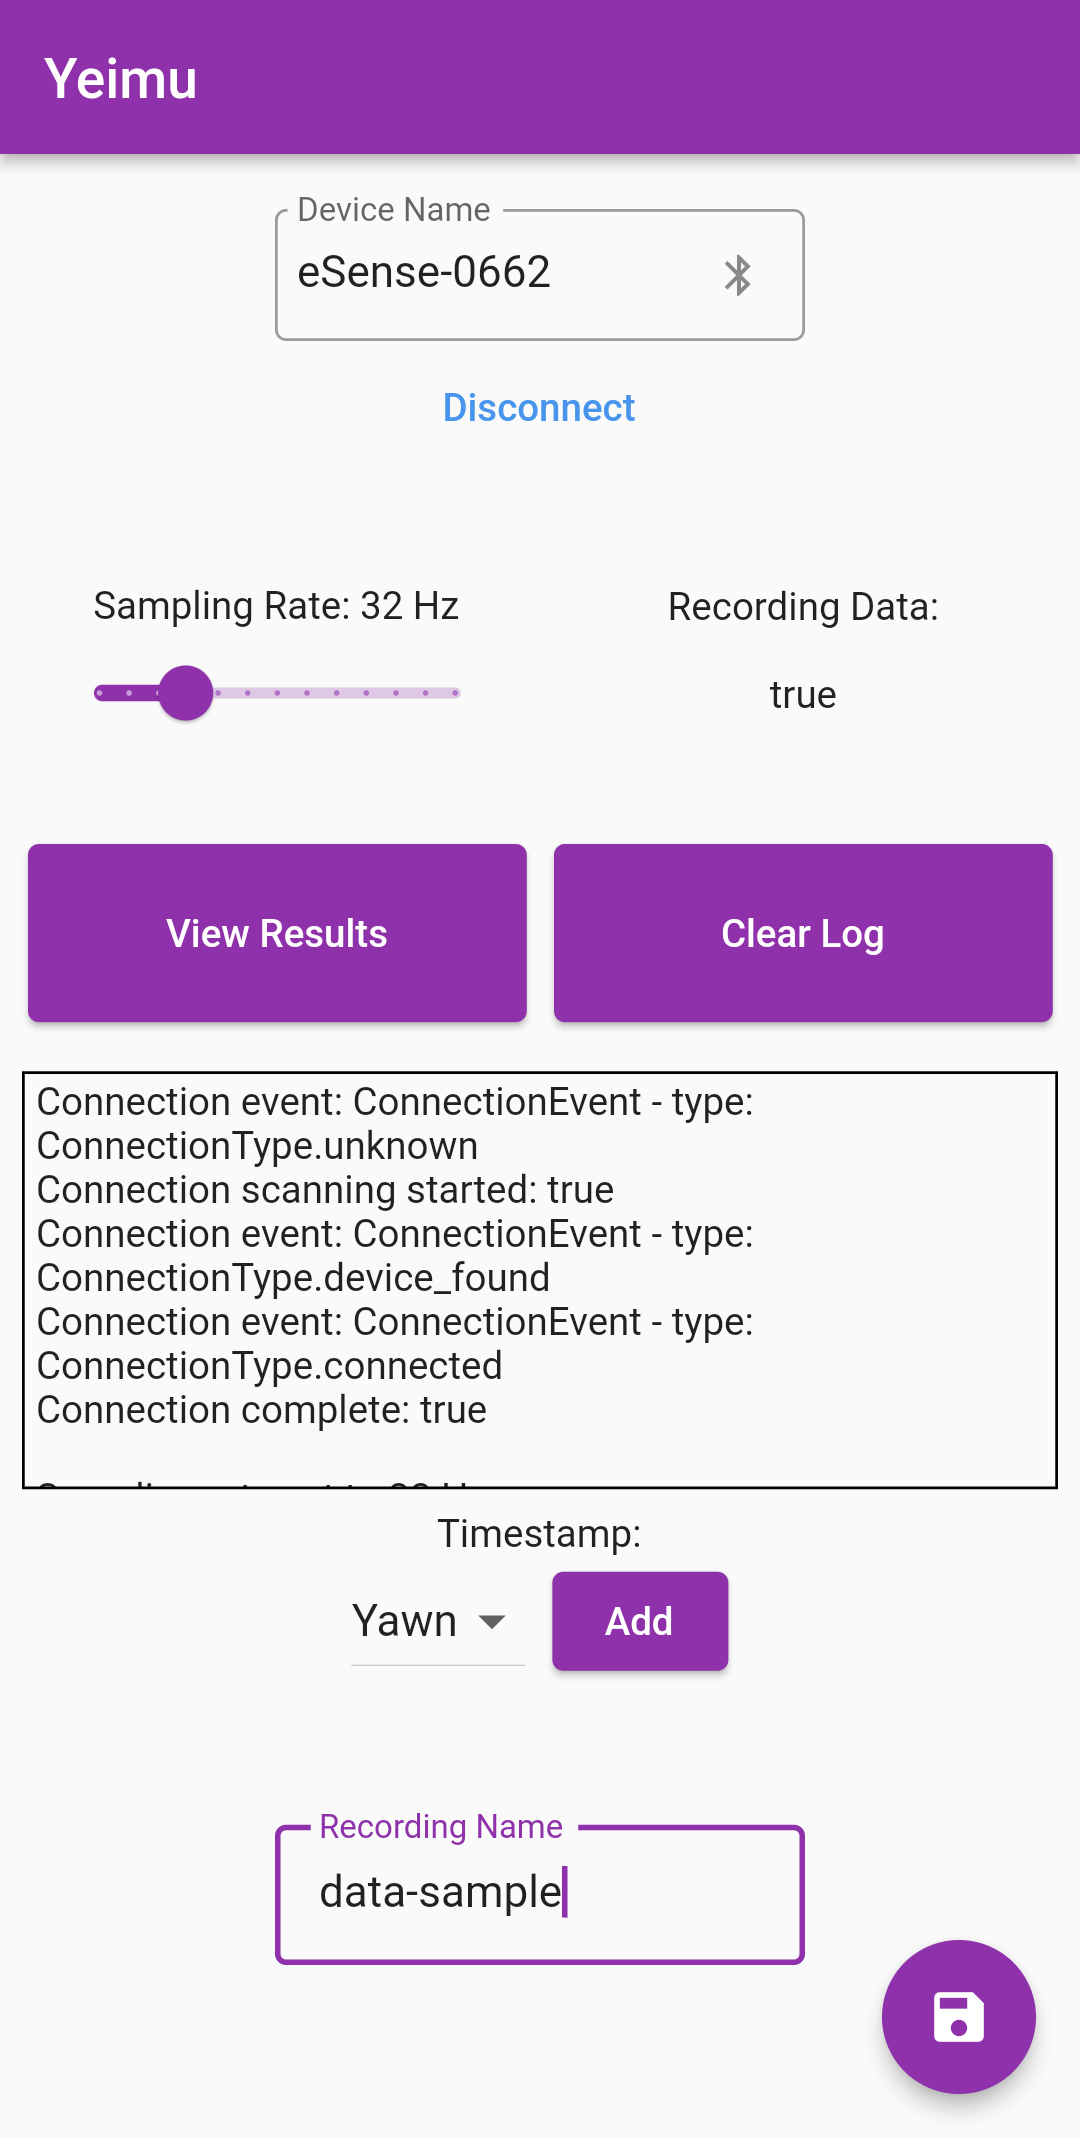 Yeimu
Device Name
eSense-0662
Disconnect
Sampling Rate: 32 Hz
Recording Data:
true
View Results
Clear Log
Connection event: ConnectionEvent - type:
ConnectionType.unknown
Connection scanning started: true
Connection event: ConnectionEvent - type:
ConnectionType.device_found
Connection event: ConnectionEvent - type:
ConnectionType.connected
Connection complete: true
Timestamp:
Yawn
Add
Recording Name
data-sample